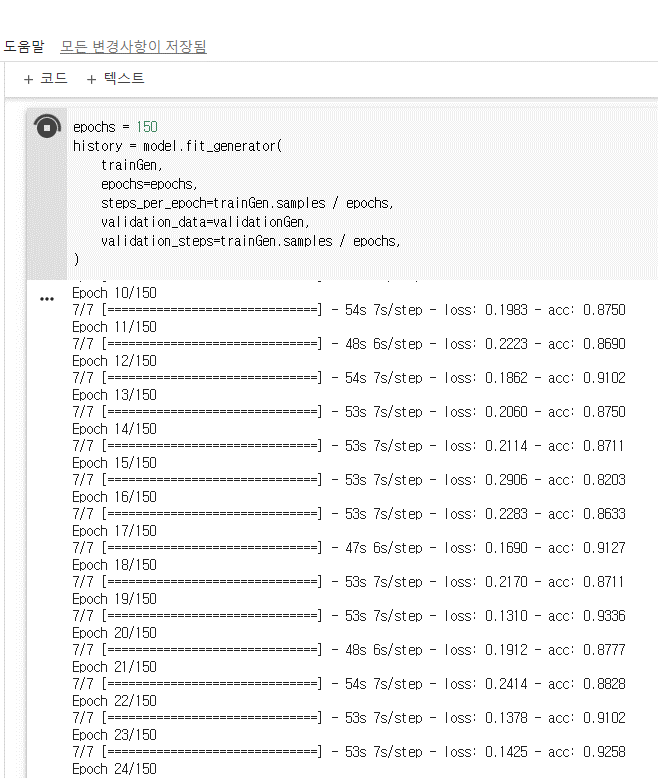 도움말 모든 변경사항이 저장됨
+ 코드 + 텍스트
epochs = 150
history = model.fit_generator(
    trainGen,
    epochs=epochs,
    steps_per_epoch=trainGen.samples / epochs,
    validation_data=validationGen,
    validation_steps=trainGen.samples / epochs,
)
Epoch 10/150
7/7 [==============================] - 54s 7s/step - loss: 0.1983 - acc: 0.8750
Epoch 11/150
7/7 [==============================] - 48s 6s/step - loss: 0.2223 - acc: 0.8690
Epoch 12/150
7/7 [==============================] - 54s 7s/step - loss: 0.1862 - acc: 0.9102
Epoch 13/150
7/7 [==============================] - 53s 7s/step - loss: 0.2060 - acc: 0.8750
Epoch 14/150
7/7 [==============================] - 53s 7s/step - loss: 0.2114 - acc: 0.8711
Epoch 15/150
7/7 [==============================] - 53s 7s/step - loss: 0.2906 - acc: 0.8203
Epoch 16/150
7/7 [==============================] - 53s 7s/step - loss: 0.2283 - acc: 0.8633
Epoch 17/150
7/7 [==============================] - 47s 6s/step - loss: 0.1690 - acc: 0.9127
Epoch 18/150
7/7 [==============================] - 53s 7s/step - loss: 0.2170 - acc: 0.8711
Epoch 19/150
7/7 [==============================] - 53s 7s/step - loss: 0.1310 - acc: 0.9336
Epoch 20/150
7/7 [==============================] - 48s 6s/step - loss: 0.1912 - acc: 0.8777
Epoch 21/150
7/7 [==============================] - 54s 7s/step - loss: 0.2414 - acc: 0.8828
Epoch 22/150
7/7 [==============================] - 53s 7s/step - loss: 0.1378 - acc: 0.9102
Epoch 23/150
7/7 [==============================] - 53s 7s/step - loss: 0.1425 - acc: 0.9258
Epoch 24/150